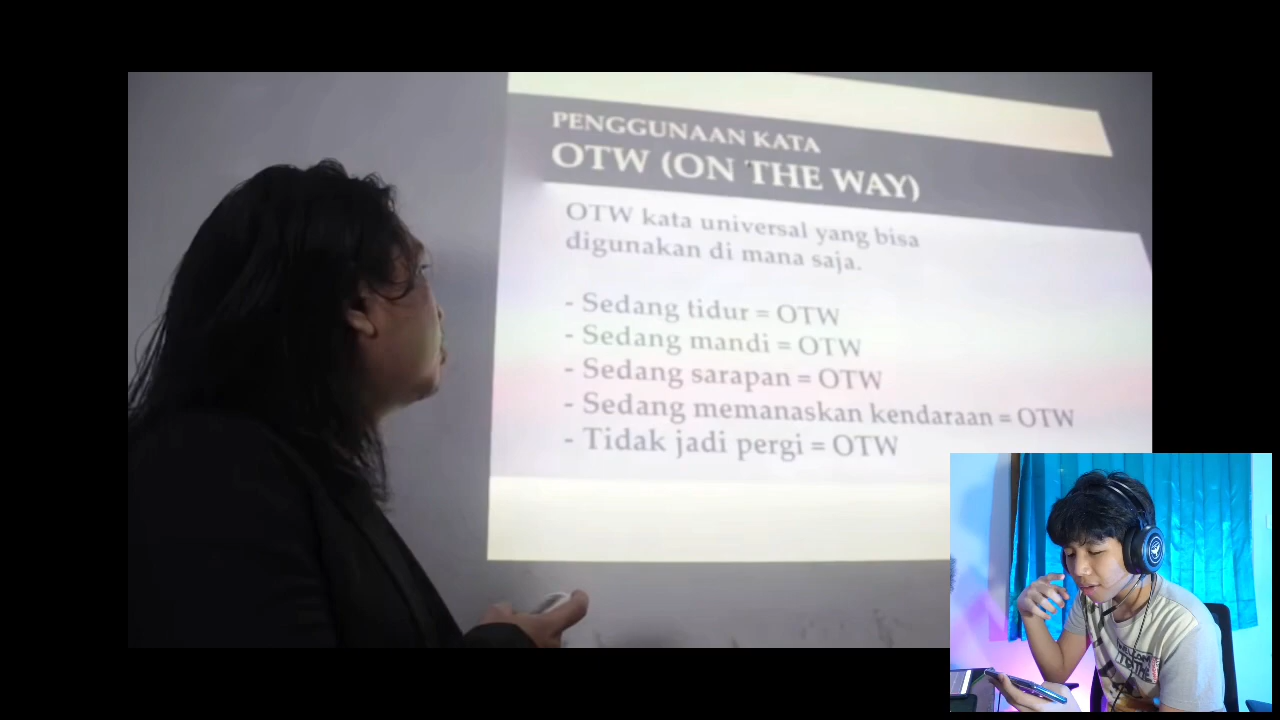 PENGGUNAAN KATA
OTW (ON THE WAY)
OTW kata universal yang bisa
digunakan di mana saja.
- Sedang tidur = OTW
- Sedang mandi = OTW
- Sedang sarapan = OTW
- Sedang memanaskan kendaraan = OTW
- Tidak jadi pergi = OTW